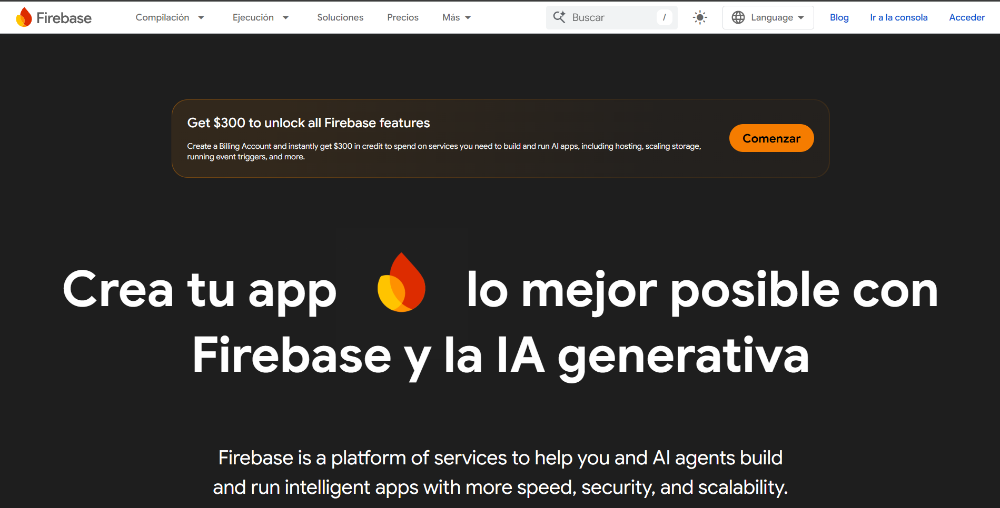 Firebase
Compilación
Ejecución
Soluciones
Precios
Más
Buscar
/
Language
Blog
Ir a la consola
Acceder
Get $300 to unlock all Firebase features
Create a Billing Account and instantly get $300 in credit to spend on services you need to build and run AI apps, including hosting, scaling storage,
running event triggers, and more.
Comenzar
Crea tu app lo mejor posible con
Firebase y la IA generativa
Firebase is a platform of services to help you and AI agents build
and run intelligent apps with more speed, security, and scalability.